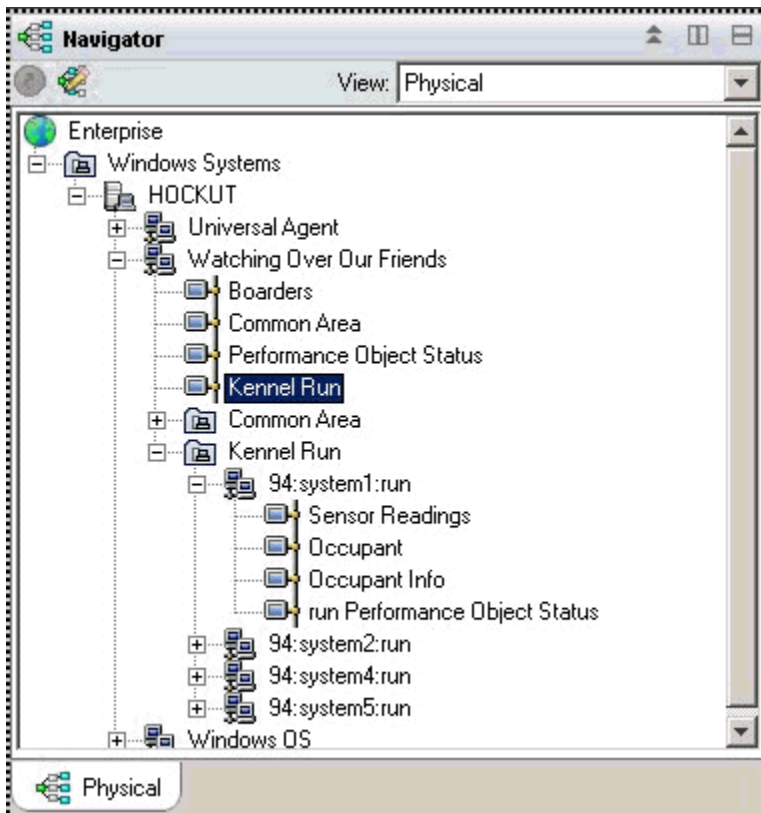 Navigator
View: Physical
Enterprise
Windows Systems
HOCKUT
Universal Agent
Watching Over Our Friends
Boarders
Common Area
Performance Object Status
Kennel Run
Common Area
Kennel Run
94:system1:run
Sensor Readings
Occupant
Occupant Info
run Performance Object Status
94:system2:run
94:system4:run
94:system5:run
Windows OS
Physical